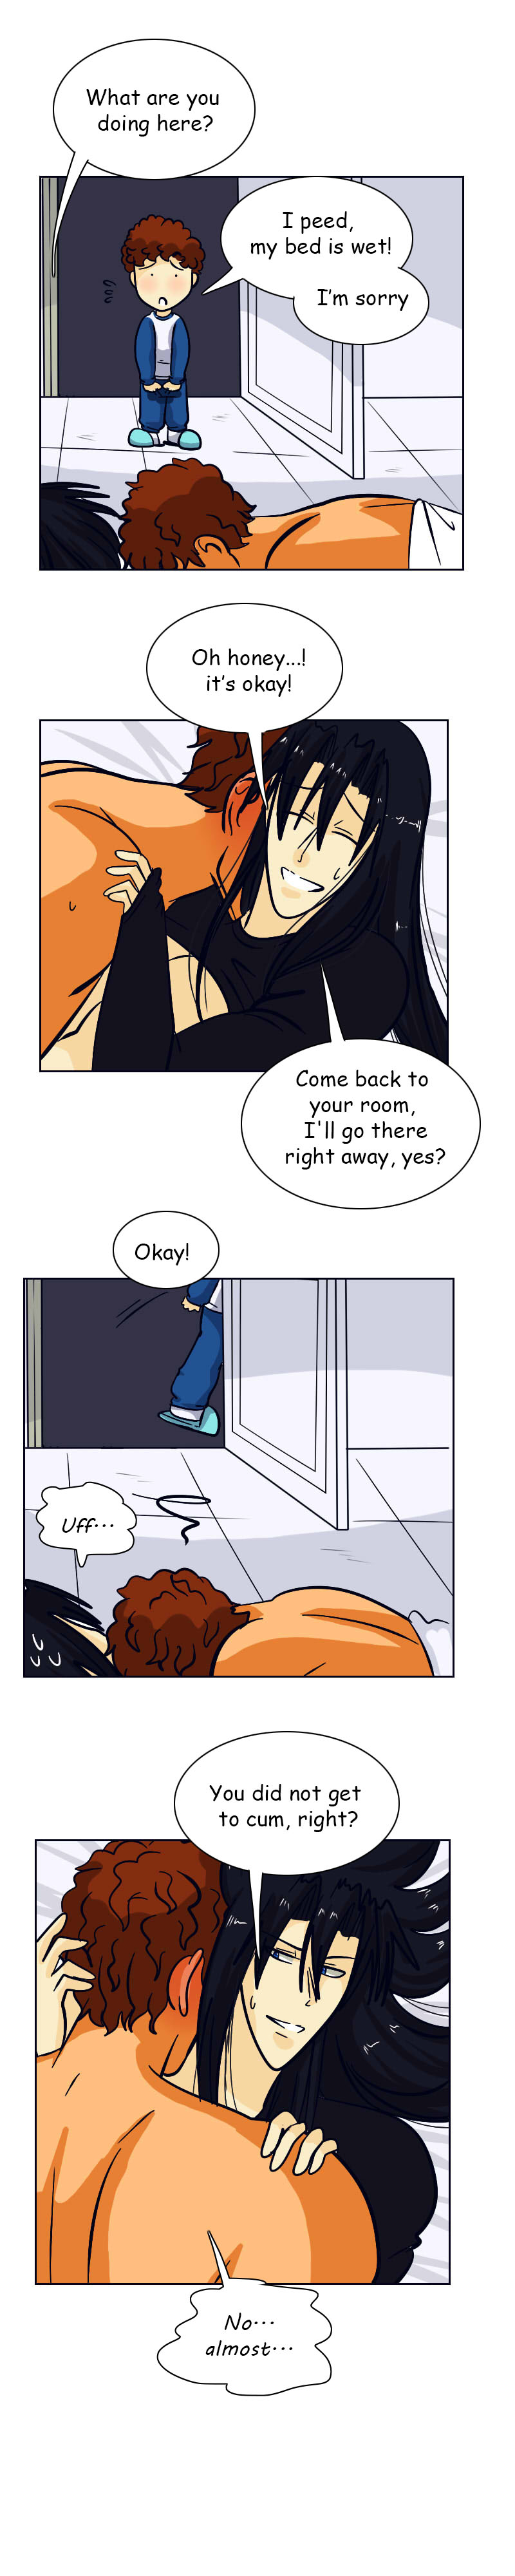 What are you
doing here?
I peed,
my bed is wet!
I'm sorry
Oh honey...!
it's okay!
Come back to
your room,
I'll go there
right away, yes?
Okay!
Uff...
You did not get
to cum, right?
No...
almost...